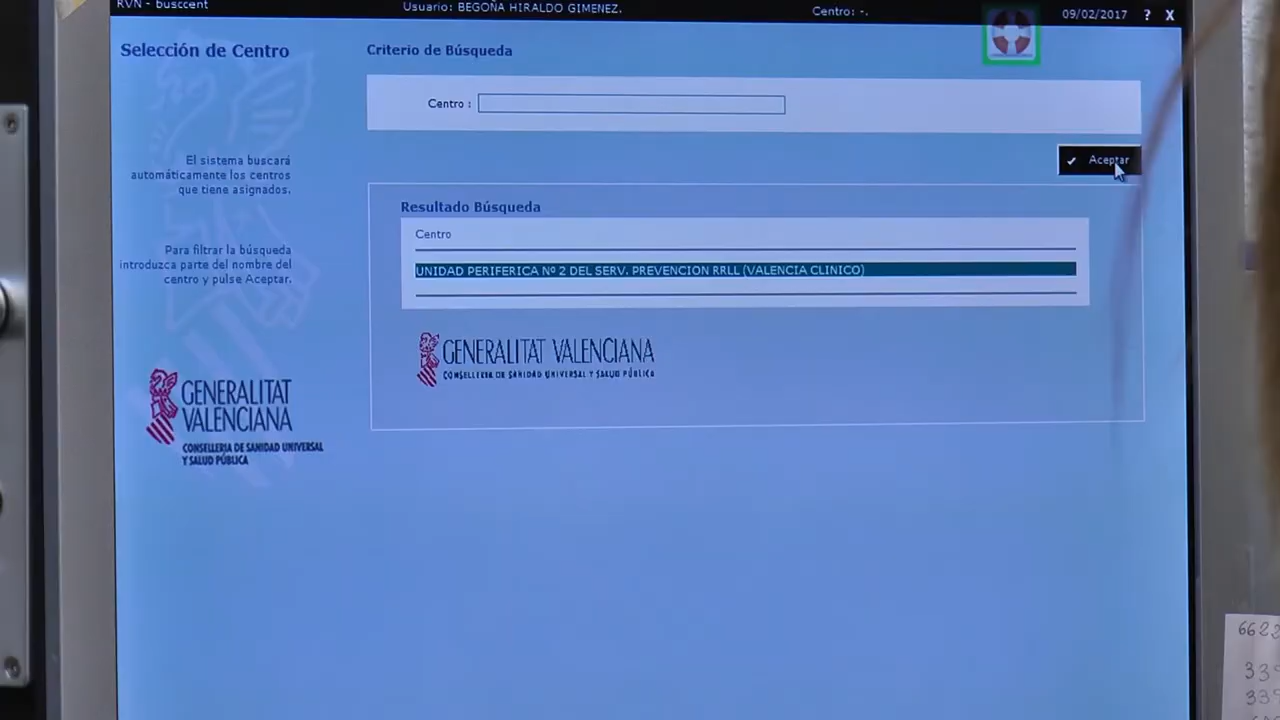 RVN - busccent
Usuario: BEGOÑA HIRALDO GIMENEZ.
Centro: -.
09/02/2017 ? X
Selección de Centro
Criterio de Búsqueda
Centro :
El sistema buscará
automáticamente los centros
que tiene asignados.
Aceptar
Resultado Búsqueda
Centro
Para filtrar la búsqueda
introduzca parte del nombre del
centro y pulse Aceptar.
UNIDAD PERIFERICA Nº 2 DEL SERV. PREVENCION RRLL (VALENCIA CLINICO)
GENERALITAT VALENCIANA
CONSELLERIA DE SANIDAD UNIVERSAL Y SALUD PÚBLICA
GENERALITAT
VALENCIANA
CONSELLERIA DE SANIDAD UNIVERSAL
Y SALUD PÚBLICA
6622
339
339